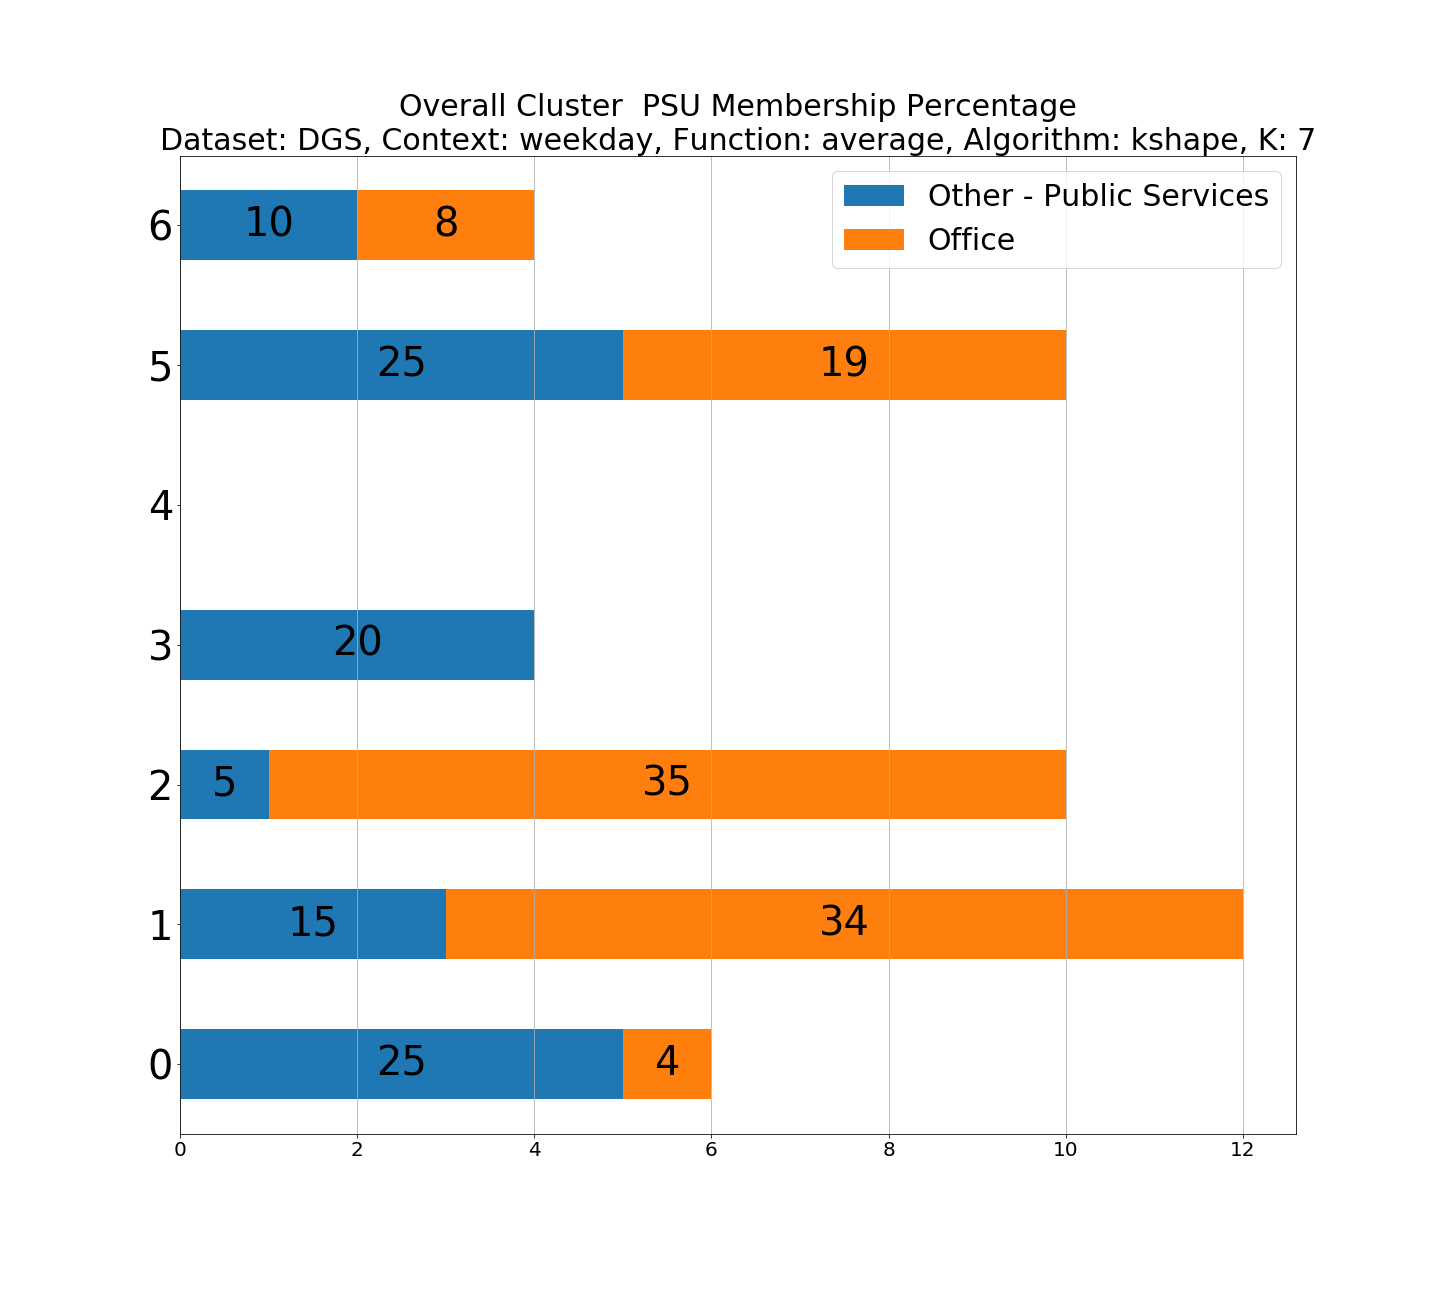 Overall Cluster  PSU Membership Percentage
Dataset: DGS, Context: weekday, Function: average, Algorithm: kshape, K: 7
Other - Public Services
Office
6 10 8
5 25 19
4
3 20
2 5 35
1 15 34
0 25 4
0 2 4 6 8 10 12